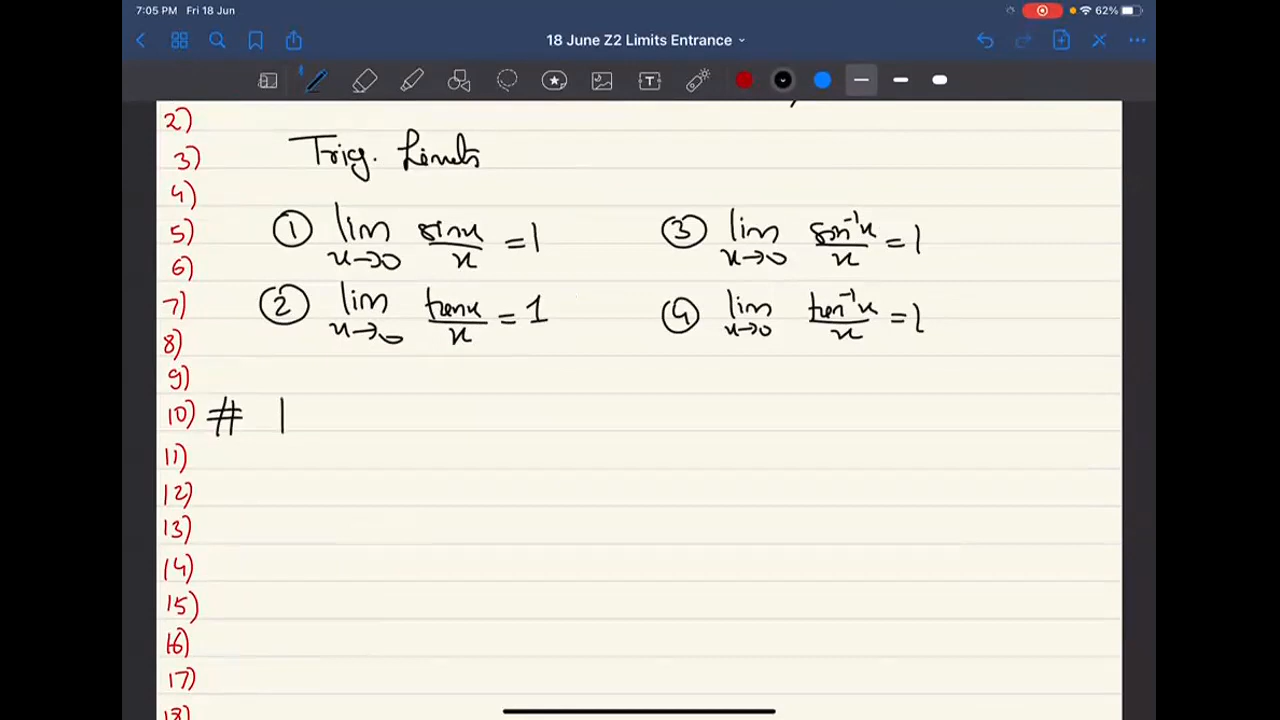 7:05 PM Fri 18 Jun 62%
18 June Z2 Limits Entrance
2)
3) Trig. Limits
4)
5) ① lim x→0 sinx/x = 1 ③ lim x→0 sin⁻¹x/x = 1
6)
7) ② lim x→0 tanx/x = 1 ④ lim x→0 tan⁻¹x/x = 1
8)
9)
10) # |
11)
12)
13)
14)
15)
16)
17)
18)